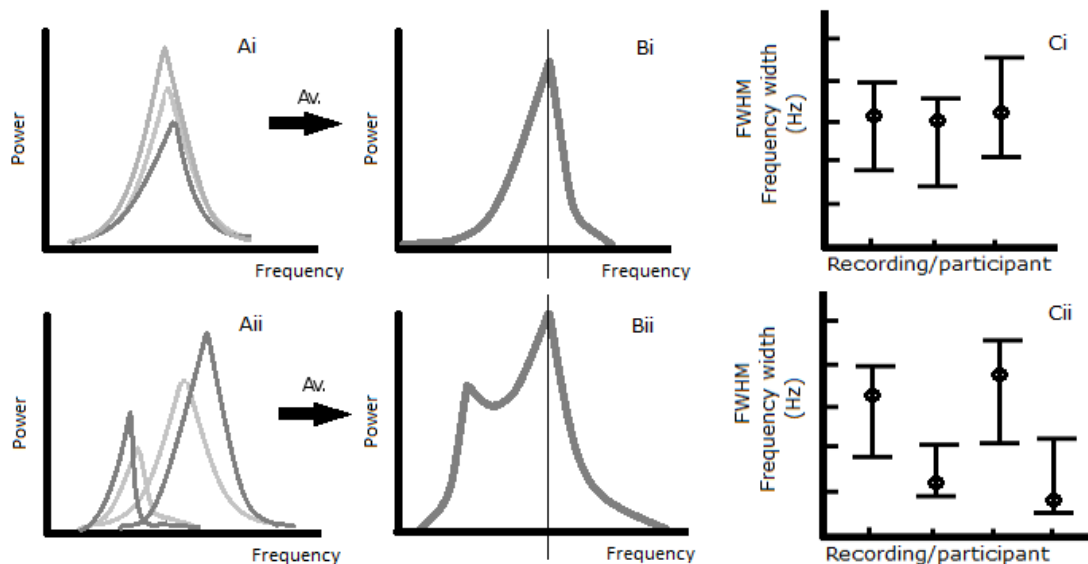 Ai
Power
Frequency
Av.
Bi
Power
Frequency
Ci
FWHM
Frequency width
(Hz)
Recording/participant
Aii
Power
Frequency
Av.
Bii
Power
Frequency
Cii
FWHM
Frequency width
(Hz)
Recording/participant